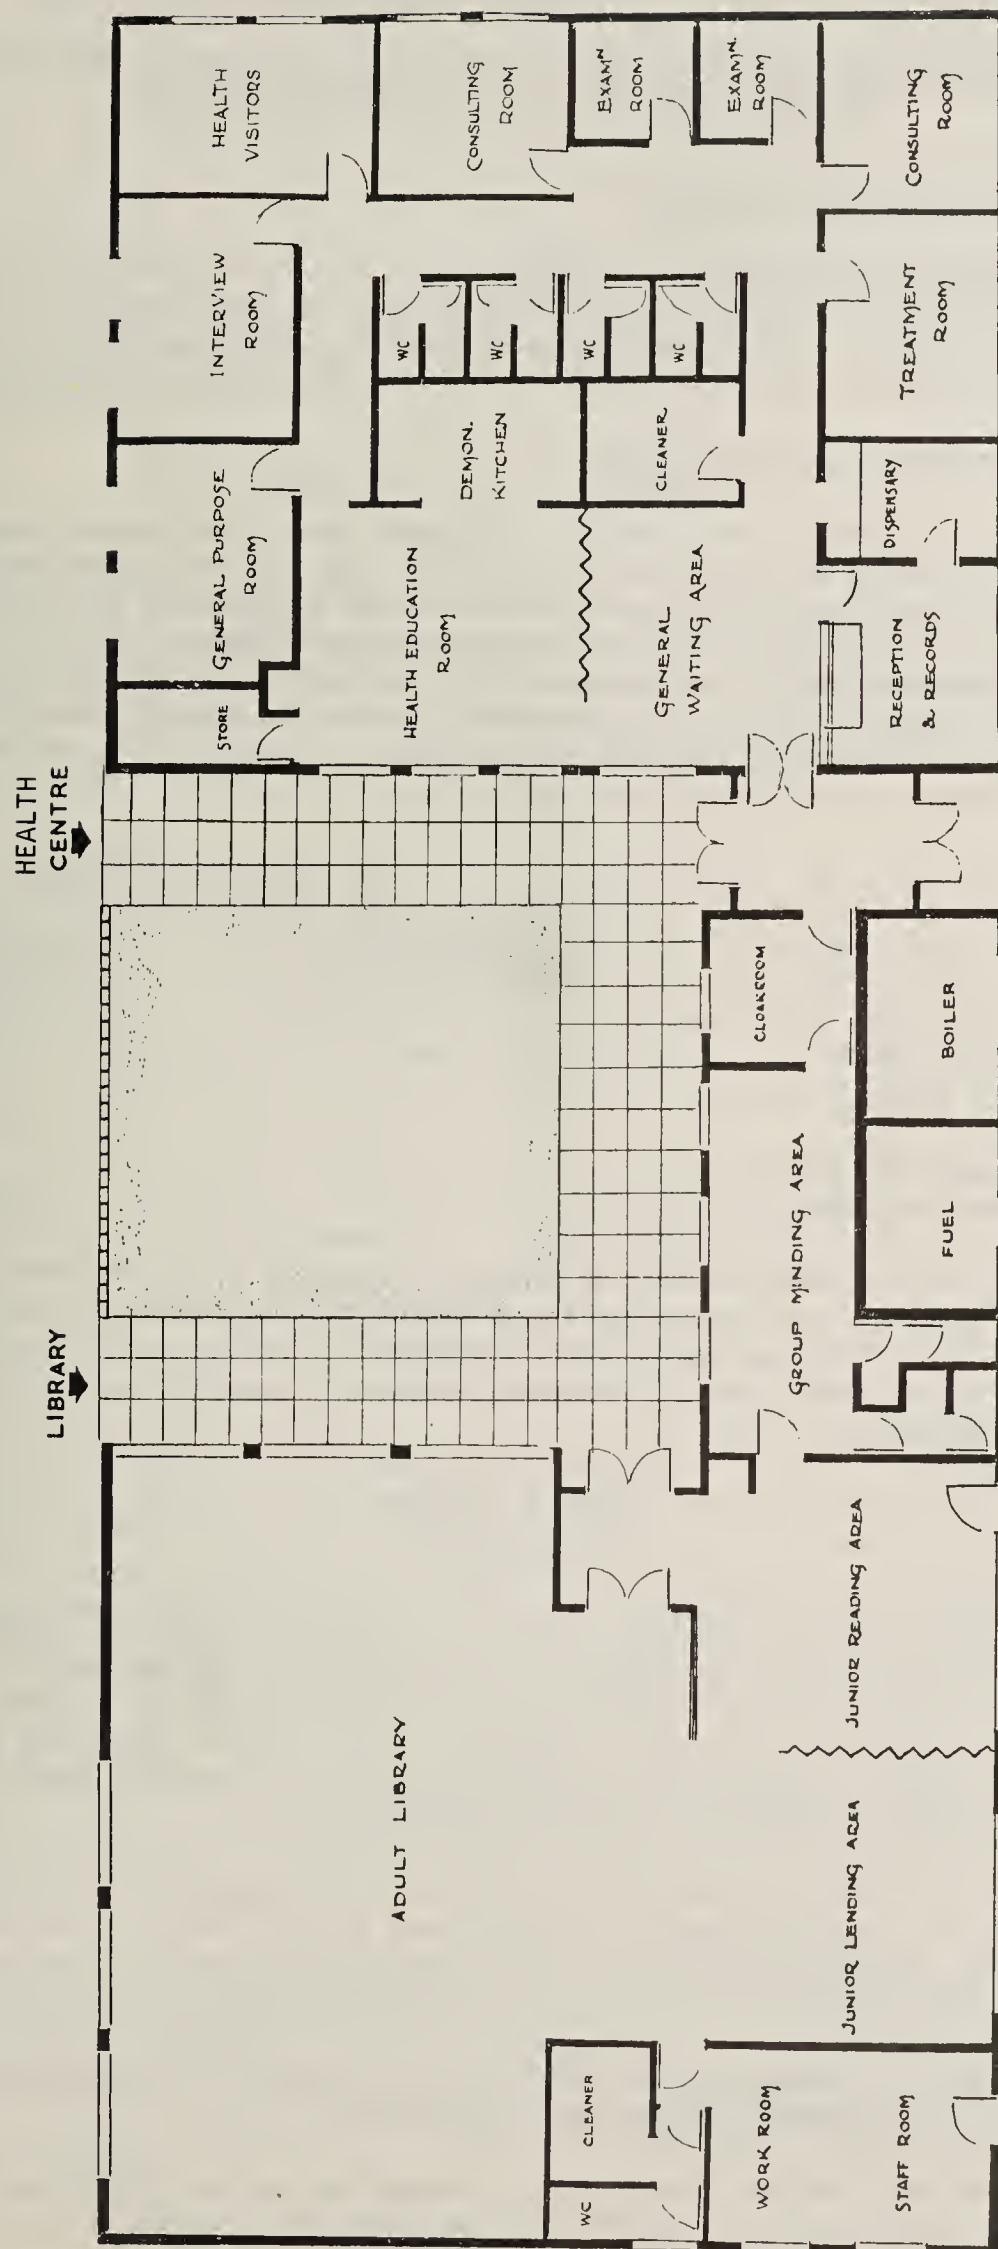 HEALTH
CENTRE
LIBRARY
HEALTH
VISITORS
CONSULTING
ROOM
EXAMᴺ
ROOM
EXAMᴺ.
ROOM
CONSULTING
ROOM
INTERVIEW
ROOM
WC
WC
WC
WC
TREATMENT
ROOM
GENERAL PURPOSE
ROOM
DEMON.
KITCHEN
CLEANER
DISPENSARY
STORE
HEALTH EDUCATION
ROOM
GENERAL
WAITING AREA
RECEPTION
& RECORDS
CLOAKROOM
BOILER
GROUP MINDING AREA
FUEL
ADULT LIBRARY
JUNIOR READING AREA
JUNIOR LENDING AREA
CLEANER
WC
WORK ROOM
STAFF ROOM